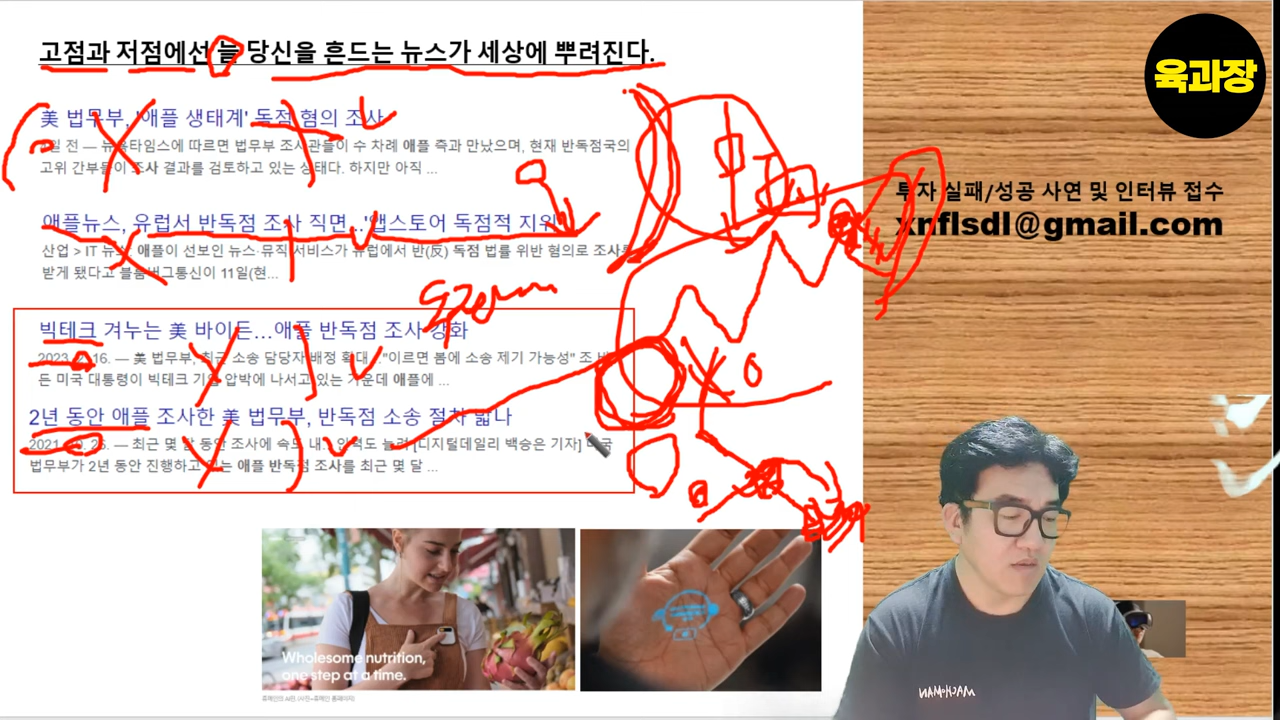 고점과 저점에선 늘 당신을 흔드는 뉴스가 세상에 뿌려진다.
육과장
美 법무부, '애플 생태계' 독점 혐의 조사
전 — 뉴욕타임스에 따르면 법무부 조사관들이 수 차례 애플 측과 만났으며, 현재 반독점국의
고위 간부들이 조사 결과를 검토하고 있는 상태다. 하지만 아직 ...
투자 실패/성공 사연 및 인터뷰 접수
xnflsdl@gmail.com
애플뉴스, 유럽서 반독점 조사 직면...'앱스토어 독점적 지위
산업 > IT 뉴스 애플이 선보인 뉴스·뮤직 서비스가 유럽에서 반(反) 독점 법률 위반 혐의로 조사를
받게 됐다고 블룸버그통신이 11일(현...
빅테크 겨누는 美 바이든...애플 반독점 조사 강화
2023. 2. 16. — 美 법무부, 최근 소송 담당자 배정 확대..."이르면 봄에 소송 제기 가능성" 조 바
든 미국 대통령이 빅테크 기업 압박에 나서고 있는 가운데 애플에 ...
2년 동안 애플 조사한 美 법무부, 반독점 소송 절차 밟나
2021. 10. 26. — 최근 몇 달 동안 조사에 속도 내 인력도 늘려 [디지털데일리 백승은 기자] 미국
법무부가 2년 동안 진행하고 있는 애플 반독점 조사를 최근 몇 달 ...
Wholesome nutrition,
one step at a time.